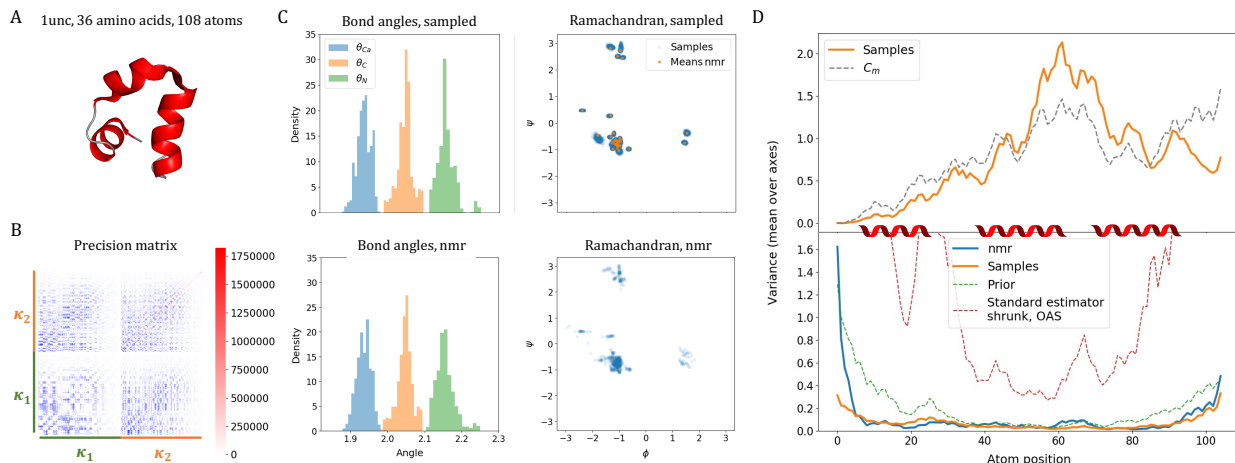 A
1unc, 36 amino acids, 108 atoms
B
Precision matrix
κ2
κ1
κ1
κ2
1750000
1500000
1250000
1000000
750000
500000
250000
0
C
Bond angles, sampled
Density
35
30
25
20
15
10
5
0
θCa
θC
θN
Ramachandran, sampled
ψ
3
2
1
0
−1
−2
−3
Samples
Means nmr
Bond angles, nmr
Density
35
30
25
20
15
10
5
0
1.9 2.0 2.1 2.2 2.3
Angle
Ramachandran, nmr
ψ
3
2
1
0
−1
−2
−3
−3 −2 −1 0 1 2 3
ϕ
D
Variance (mean over axes)
2.0
1.5
1.0
0.5
0.0
Samples
Cm
1.6
1.4
1.2
1.0
0.8
0.6
0.4
0.2
0.0
nmr
Samples
Prior
Standard estimator
shrunk, OAS
0 20 40 60 80 100
Atom position